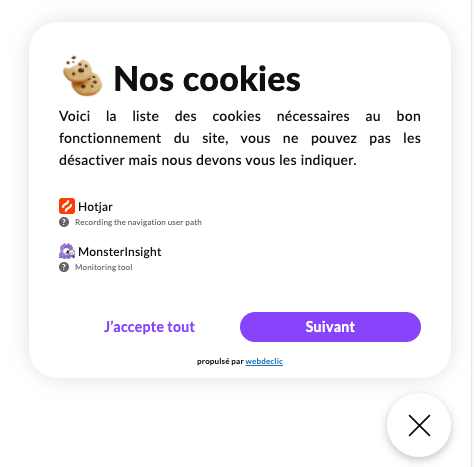 Nos cookies
Voici la liste des cookies nécessaires au bon
fonctionnement du site, vous ne pouvez pas les
désactiver mais nous devons vous les indiquer.
Hotjar
? Recording the navigation user path
MonsterInsight
? Monitoring tool
J'accepte tout
Suivant
propulsé par webdeclic